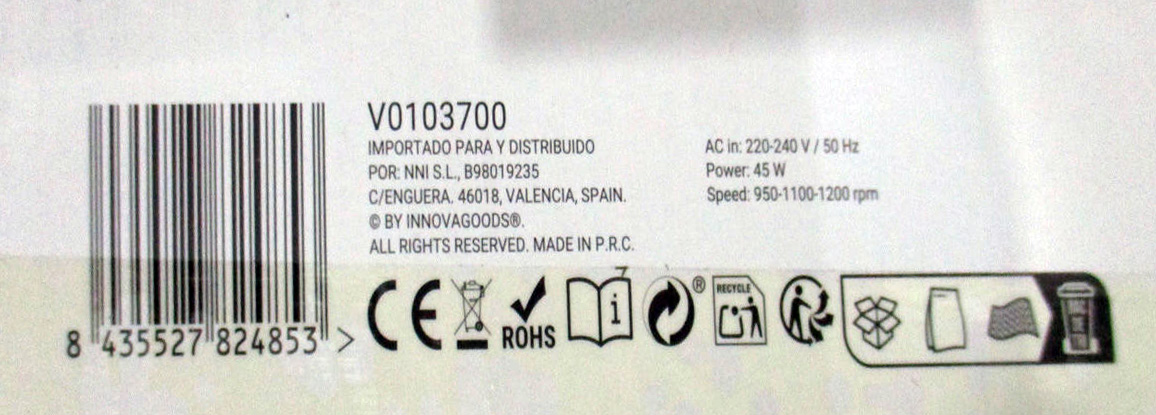 V0103700
IMPORTADO PARA Y DISTRIBUIDO
POR: NNI S.L., B98019235
C/ENGUERA. 46018, VALENCIA, SPAIN.
© BY INNOVAGOODS®.
ALL RIGHTS RESERVED. MADE IN P.R.C.
AC in: 220-240 V / 50 Hz
Power: 45 W
Speed: 950-1100-1200 rpm
8 435527 824853 >
CE
ROHS
i
®
RECYCLE